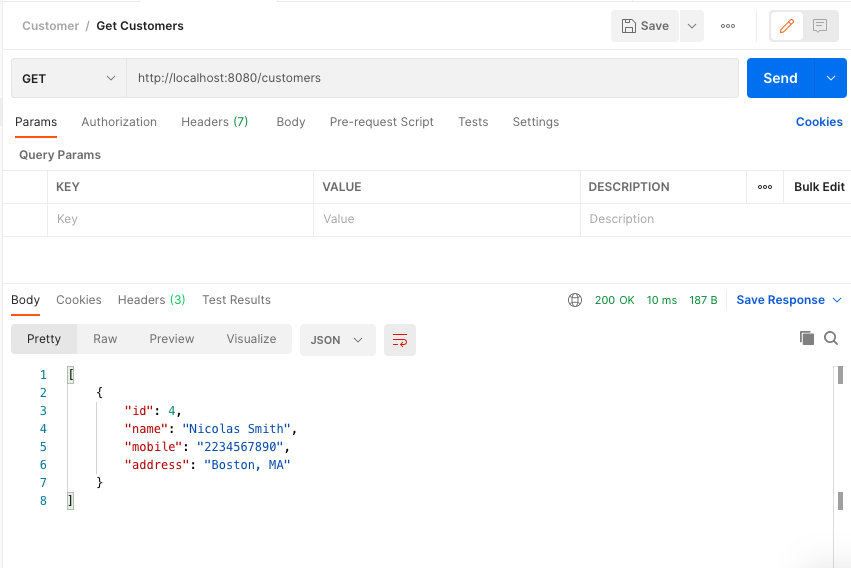 Customer / Get Customers Save ooo
GET http://localhost:8080/customers Send
Params Authorization Headers (7) Body Pre-request Script Tests Settings Cookies
Query Params
KEY VALUE DESCRIPTION ooo Bulk Edit
Key Value Description
Body Cookies Headers (3) Test Results 200 OK 10 ms 187 B Save Response
Pretty Raw Preview Visualize JSON
1 [
2 {
3 "id": 4,
4 "name": "Nicolas Smith",
5 "mobile": "2234567890",
6 "address": "Boston, MA"
7 }
8 ]